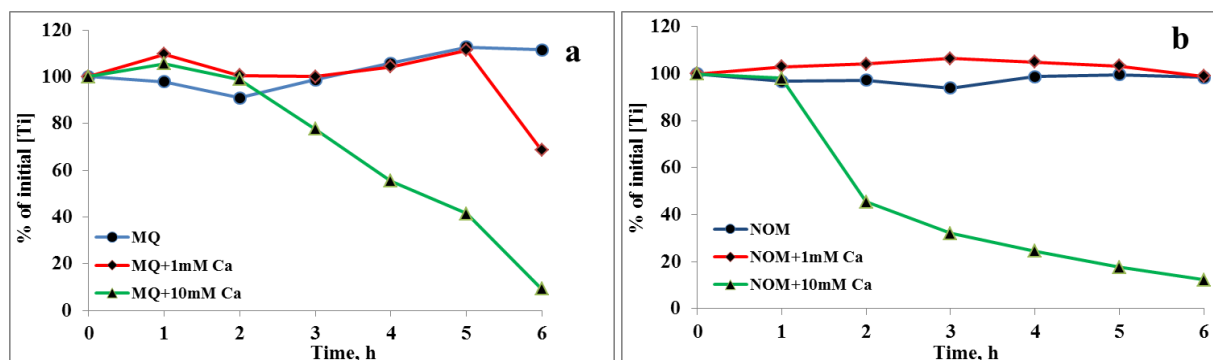 a
% of initial [Ti]
120
100
80
60
40
20
0
MQ
MQ+1mM Ca
MQ+10mM Ca
0 1 2 3 4 5 6
Time, h
b
% of initial [Ti]
120
100
80
60
40
20
0
NOM
NOM+1mM Ca
NOM+10mM Ca
0 1 2 3 4 5 6
Time, h